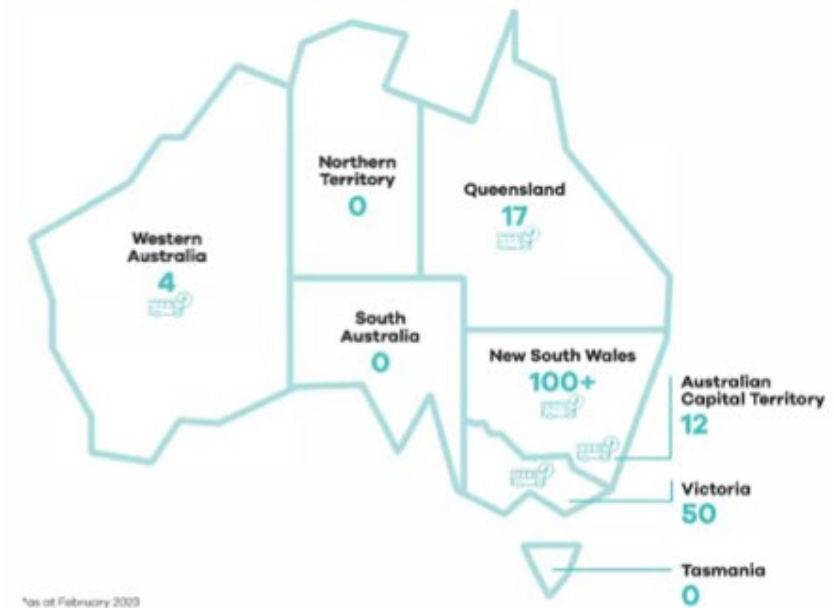 Northern
Territory
0
Queensland
17
Western
Australia
4
South
Australia
0
New South Wales
100+
Australian
Capital Territory
12
Victoria
50
Tasmania
0
*as at February 2023